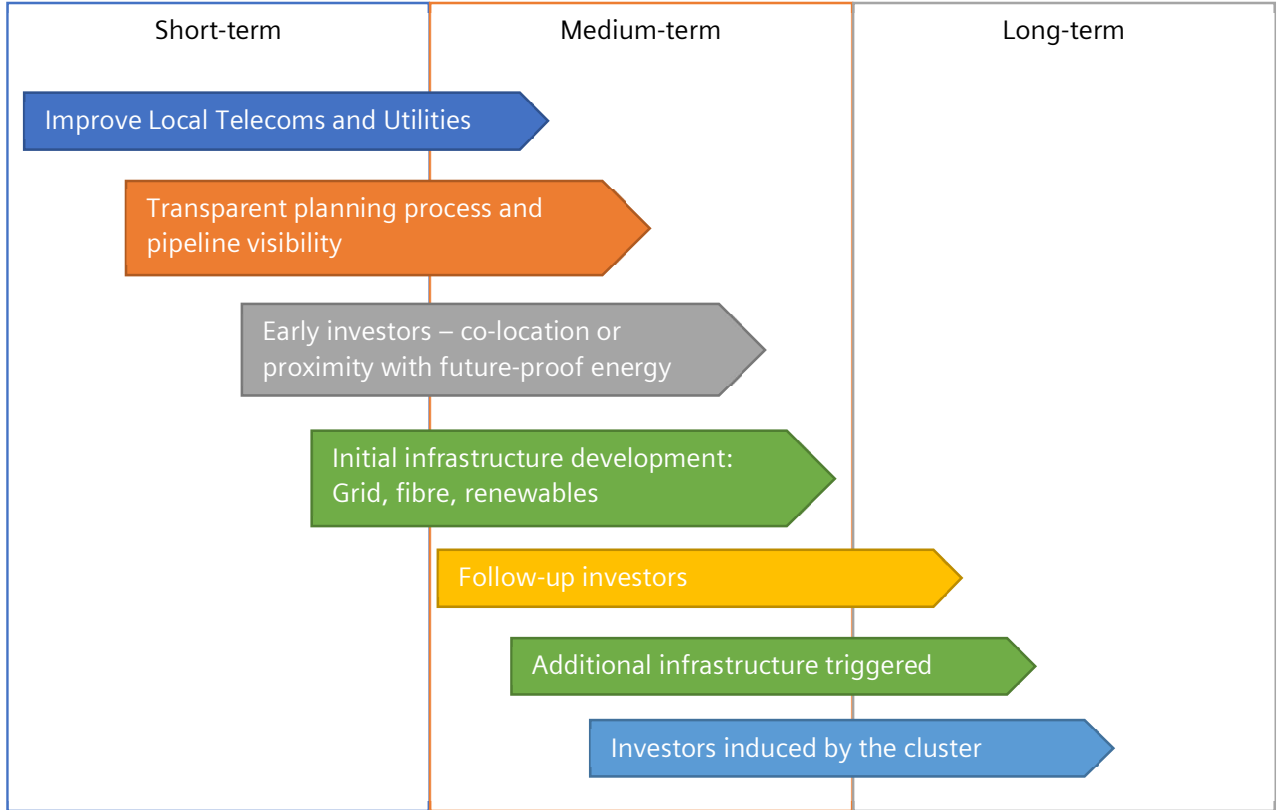 Short-term
Medium-term
Long-term
Improve Local Telecoms and Utilities
Transparent planning process and
pipeline visibility
Early investors – co-location or
proximity with future-proof energy
Initial infrastructure development:
Grid, fibre, renewables
Follow-up investors
Additional infrastructure triggered
Investors induced by the cluster